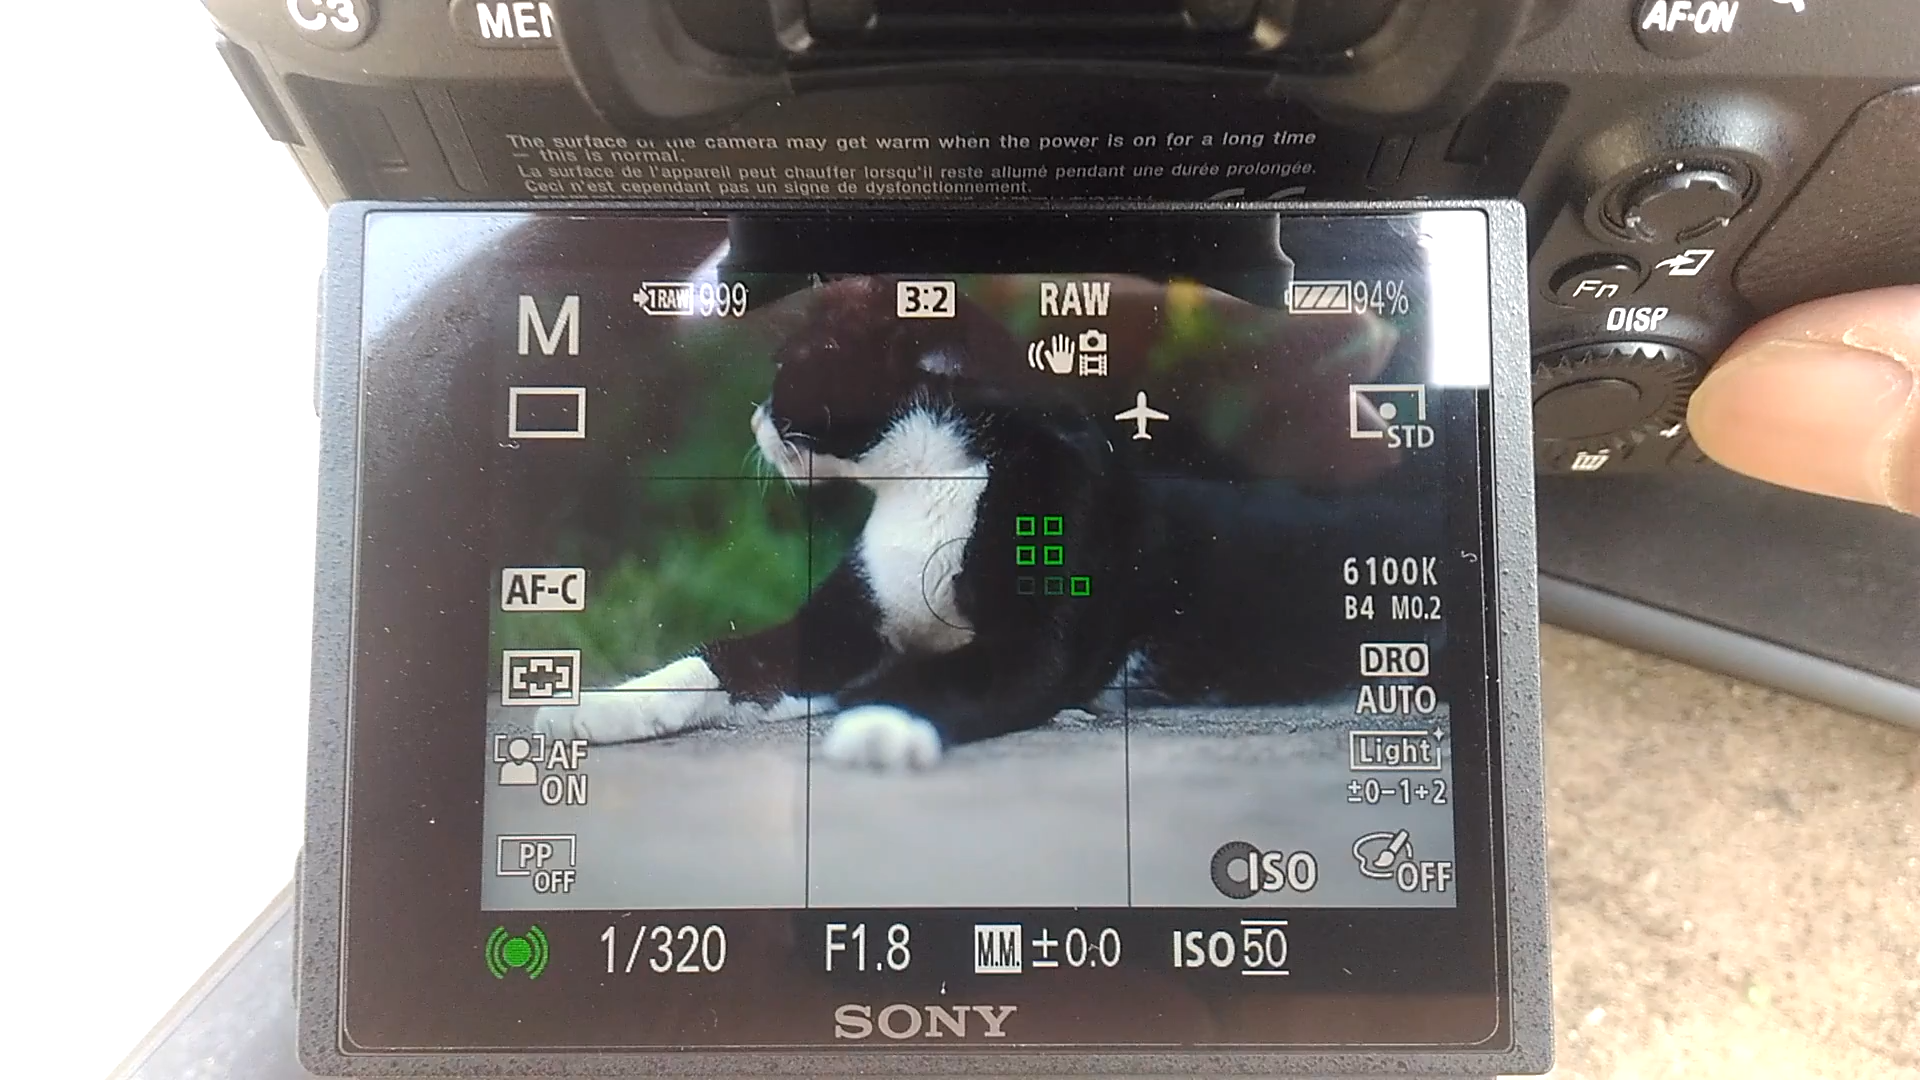 C3
MEN
AF-ON
The surface of the camera may get warm when the power is on for a long time
– this is normal.
La surface de l'appareil peut chauffer lorsqu'il reste allumé pendant une durée prolongée.
Ceci n'est cependant pas un signe de dysfonctionnement.
Fn
DISP
M
1RAW 999
3:2
RAW
94%
STD
AF-C
6100K
B4 M0.2
DRO
AUTO
AF
ON
Light
±0-1+2
PP
OFF
ISO
OFF
1/320
F1.8
M.M. ±0.0
ISO 50
SONY